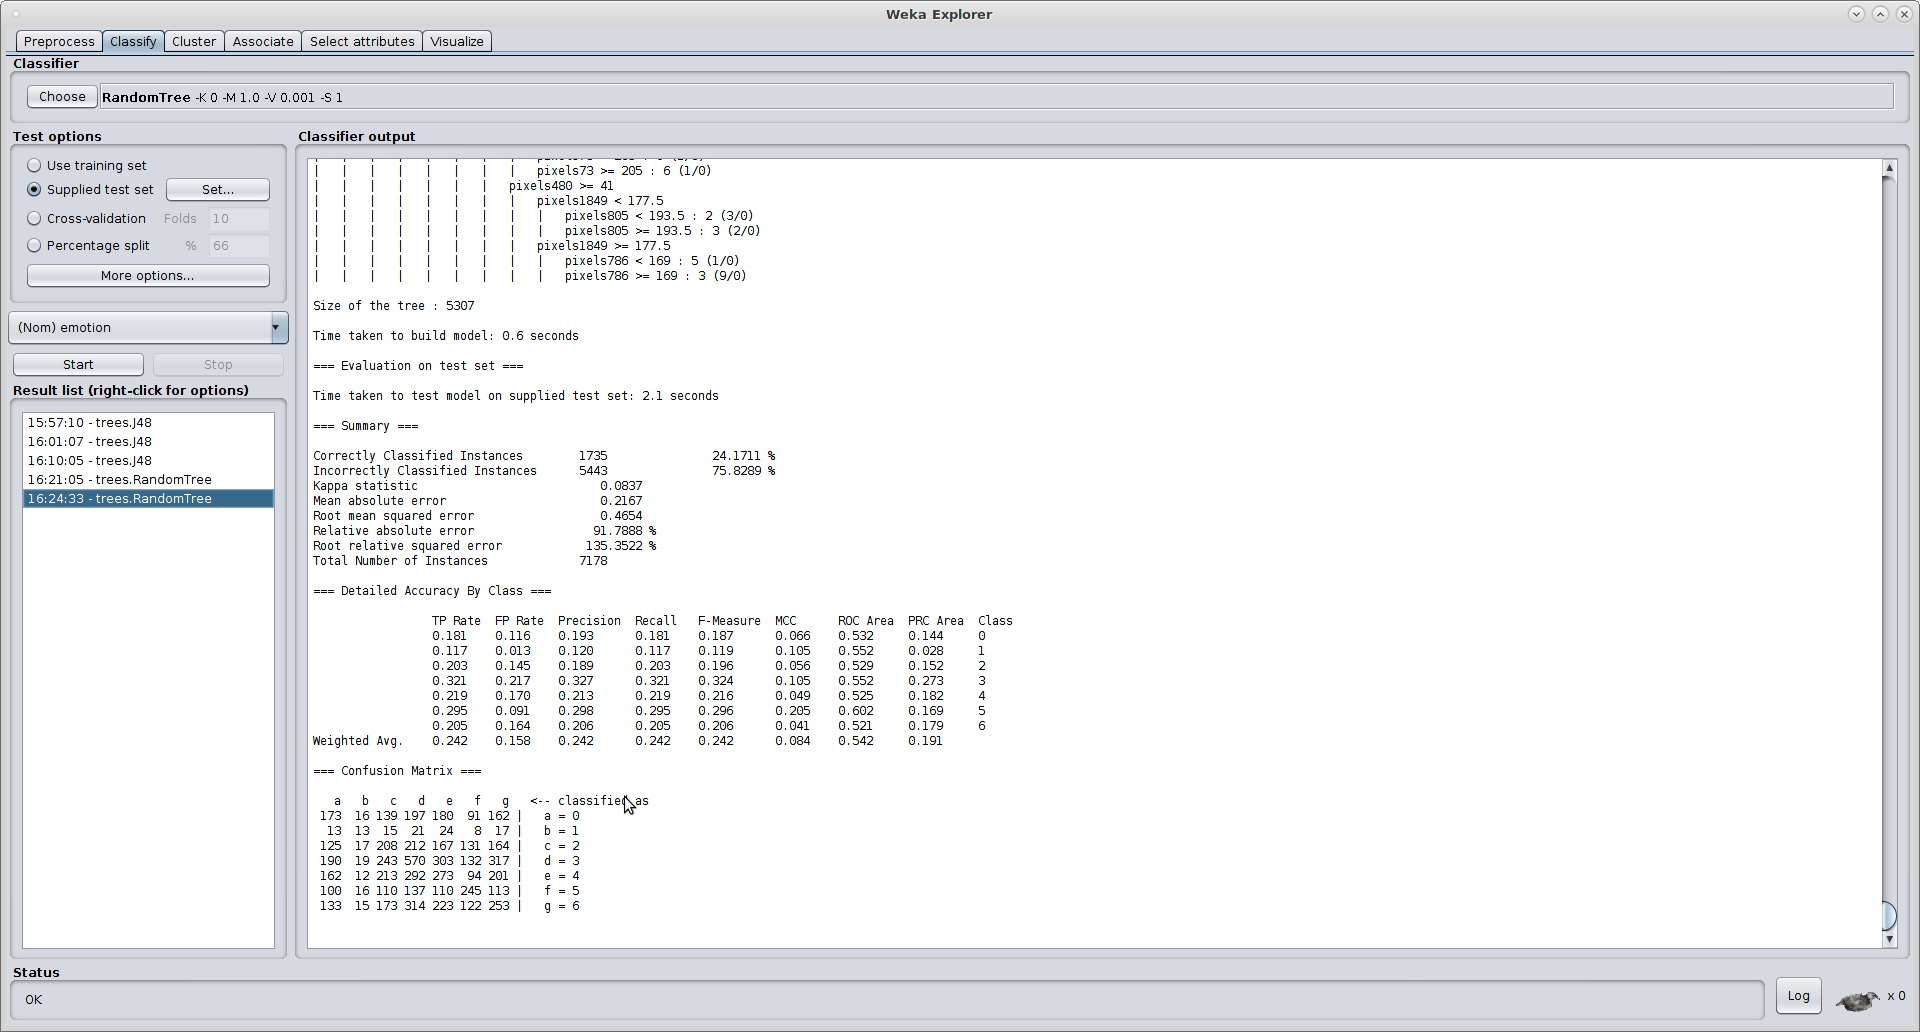 Weka Explorer
Preprocess Classify Cluster Associate Select attributes Visualize
Classifier
Choose RandomTree -K 0 -M 1.0 -V 0.001 -S 1
Test options
Use training set
Supplied test set Set...
Cross-validation Folds 10
Percentage split % 66
More options...
(Nom) emotion
Start Stop
Result list (right-click for options)
15:57:10 - trees.J48
16:01:07 - trees.J48
16:10:05 - trees.J48
16:21:05 - trees.RandomTree
16:24:33 - trees.RandomTree
Classifier output
| | | | | | | | pixels73 >= 205 : 6 (1/0)
| | | | | | | pixels480 >= 41
| | | | | | | | pixels1849 < 177.5
| | | | | | | | | pixels805 < 193.5 : 2 (3/0)
| | | | | | | | | pixels805 >= 193.5 : 3 (2/0)
| | | | | | | | pixels1849 >= 177.5
| | | | | | | | | pixels786 < 169 : 5 (1/0)
| | | | | | | | | pixels786 >= 169 : 3 (9/0)
Size of the tree : 5307
Time taken to build model: 0.6 seconds
=== Evaluation on test set ===
Time taken to test model on supplied test set: 2.1 seconds
=== Summary ===
Correctly Classified Instances 1735 24.1711 %
Incorrectly Classified Instances 5443 75.8289 %
Kappa statistic 0.0837
Mean absolute error 0.2167
Root mean squared error 0.4654
Relative absolute error 91.7888 %
Root relative squared error 135.3522 %
Total Number of Instances 7178
=== Detailed Accuracy By Class ===
TP Rate FP Rate Precision Recall F-Measure MCC ROC Area PRC Area Class
0.181 0.116 0.193 0.181 0.187 0.066 0.532 0.144 0
0.117 0.013 0.120 0.117 0.119 0.105 0.552 0.028 1
0.203 0.145 0.189 0.203 0.196 0.056 0.529 0.152 2
0.321 0.217 0.327 0.321 0.324 0.105 0.552 0.273 3
0.219 0.170 0.213 0.219 0.216 0.049 0.525 0.182 4
0.295 0.091 0.298 0.295 0.296 0.205 0.602 0.169 5
0.205 0.164 0.206 0.205 0.206 0.041 0.521 0.179 6
Weighted Avg. 0.242 0.158 0.242 0.242 0.242 0.084 0.542 0.191
=== Confusion Matrix ===
a b c d e f g <-- classified as
173 16 139 197 180 91 162 | a = 0
13 13 15 21 24 8 17 | b = 1
125 17 208 212 167 131 164 | c = 2
190 19 243 570 303 132 317 | d = 3
162 12 213 292 273 94 201 | e = 4
100 16 110 137 110 245 113 | f = 5
133 15 173 314 223 122 253 | g = 6
Status
OK
Log
x 0